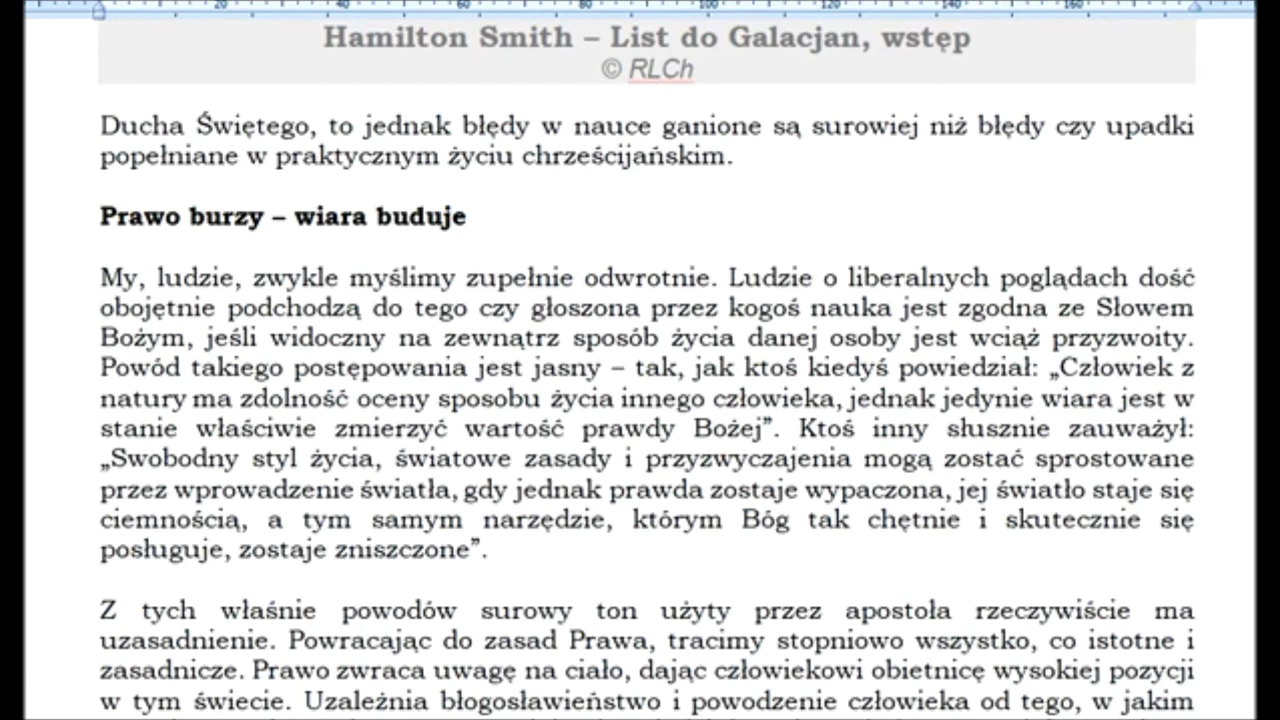 20 40 60 80 100 120 140 160
Hamilton Smith – List do Galacjan, wstęp
© RLCh
Ducha Świętego, to jednak błędy w nauce ganione są surowiej niż błędy czy upadki
popełniane w praktycznym życiu chrześcijańskim.
Prawo burzy – wiara buduje
My, ludzie, zwykle myślimy zupełnie odwrotnie. Ludzie o liberalnych poglądach dość
obojętnie podchodzą do tego czy głoszona przez kogoś nauka jest zgodna ze Słowem
Bożym, jeśli widoczny na zewnątrz sposób życia danej osoby jest wciąż przyzwoity.
Powód takiego postępowania jest jasny – tak, jak ktoś kiedyś powiedział: „Człowiek z
natury ma zdolność oceny sposobu życia innego człowieka, jednak jedynie wiara jest w
stanie właściwie zmierzyć wartość prawdy Bożej”. Ktoś inny słusznie zauważył:
„Swobodny styl życia, światowe zasady i przyzwyczajenia mogą zostać sprostowane
przez wprowadzenie światła, gdy jednak prawda zostaje wypaczona, jej światło staje się
ciemnością, a tym samym narzędzie, którym Bóg tak chętnie i skutecznie się
posługuje, zostaje zniszczone”.
Z tych właśnie powodów surowy ton użyty przez apostoła rzeczywiście ma
uzasadnienie. Powracając do zasad Prawa, tracimy stopniowo wszystko, co istotne i
zasadnicze. Prawo zwraca uwagę na ciało, dając człowiekowi obietnicę wysokiej pozycji
w tym świecie. Uzależnia błogosławieństwo i powodzenie człowieka od tego, w jakim